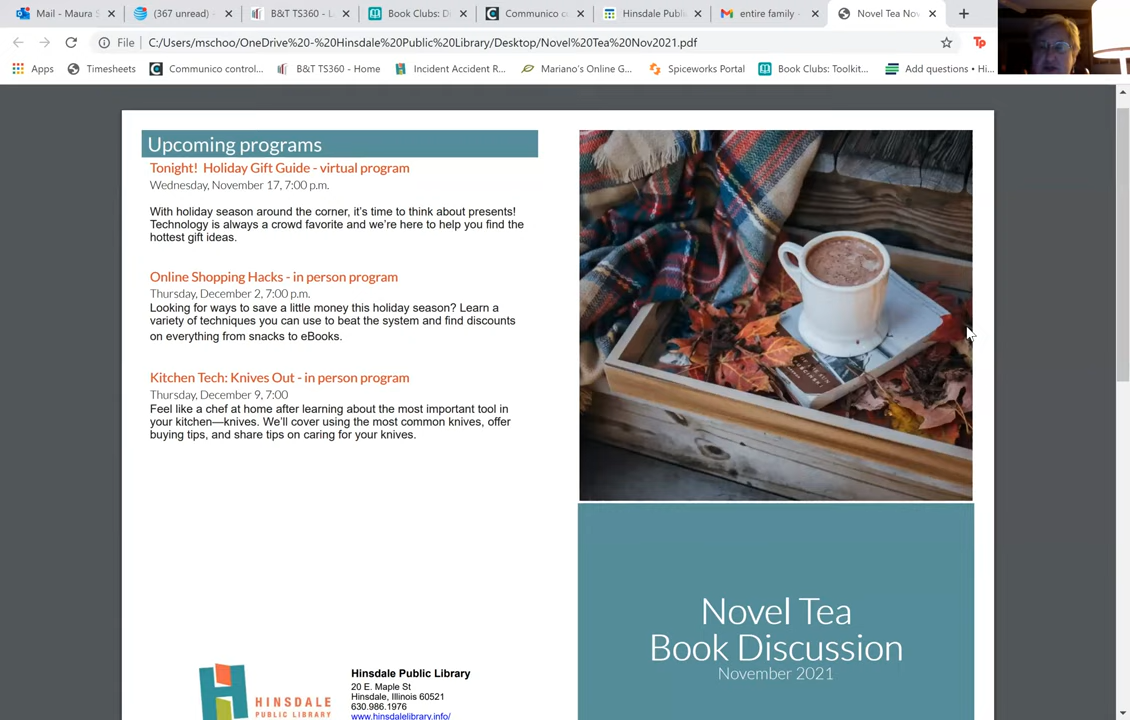 Mail - Maura S
(367 unread) -
B&T TS360 - L
Book Clubs: D
Communico c
Hinsdale Publ
entire family -
Novel Tea Nov
File
C:/Users/mschoo/OneDrive%20-%20Hinsdale%20Public%20Library/Desktop/Novel%20Tea%20Nov2021.pdf
Tp
Apps
Timesheets
Communico control...
B&T TS360 - Home
Incident Accident R...
Mariano's Online G...
Spiceworks Portal
Book Clubs: Toolkit...
Add questions • Hi...
Upcoming programs
Tonight! Holiday Gift Guide - virtual program
Wednesday, November 17, 7:00 p.m.
With holiday season around the corner, it's time to think about presents!
Technology is always a crowd favorite and we're here to help you find the
hottest gift ideas.
Online Shopping Hacks - in person program
Thursday, December 2, 7:00 p.m.
Looking for ways to save a little money this holiday season? Learn a
variety of techniques you can use to beat the system and find discounts
on everything from snacks to eBooks.
Kitchen Tech: Knives Out - in person program
Thursday, December 9, 7:00
Feel like a chef at home after learning about the most important tool in
your kitchen—knives. We'll cover using the most common knives, offer
buying tips, and share tips on caring for your knives.
HINSDALE
PUBLIC LIBRARY
Hinsdale Public Library
20 E. Maple St
Hinsdale, Illinois 60521
630.986.1976
www.hinsdalelibrary.info/
Novel Tea
Book Discussion
November 2021